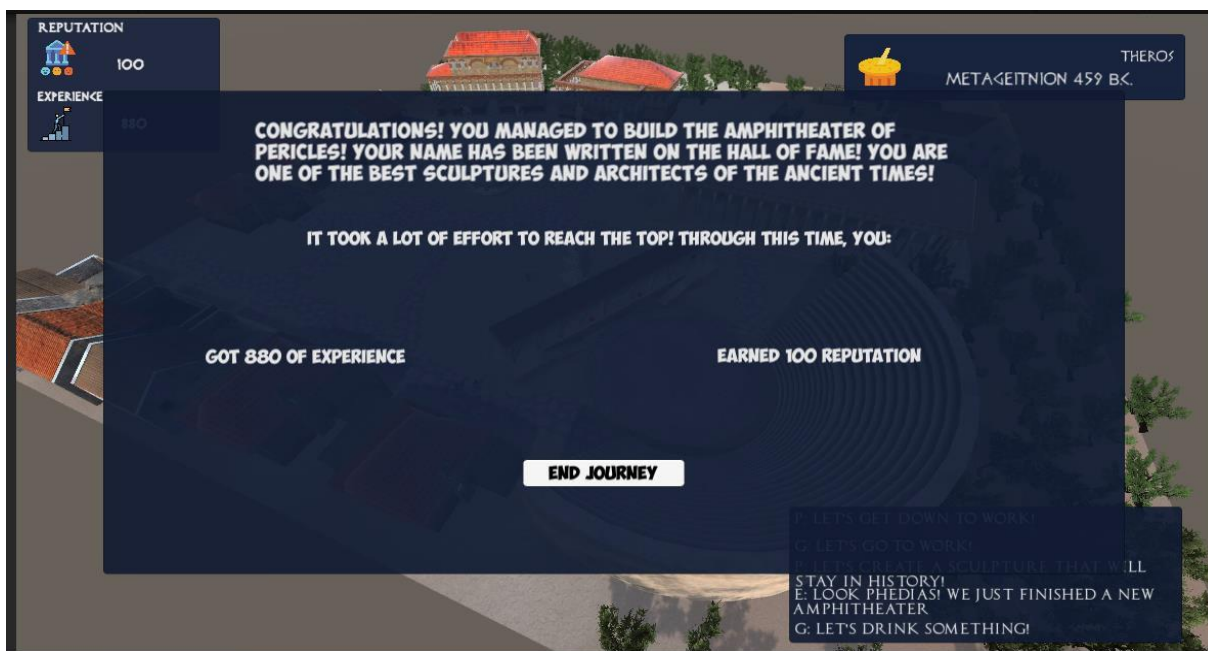 REPUTATION
100
EXPERIENCE
880
THEROS
METAGEITNION 459 B.C.
CONGRATULATIONS! YOU MANAGED TO BUILD THE AMPHITHEATER OF
PERICLES! YOUR NAME HAS BEEN WRITTEN ON THE HALL OF FAME! YOU ARE
ONE OF THE BEST SCULPTURES AND ARCHITECTS OF THE ANCIENT TIMES!
IT TOOK A LOT OF EFFORT TO REACH THE TOP! THROUGH THIS TIME, YOU:
GOT 880 OF EXPERIENCE
EARNED 100 REPUTATION
END JOURNEY
P: LET'S GET DOWN TO WORK!
G: LET'S GO TO WORK!
P: LET'S CREATE A SCULPTURE THAT WILL
STAY IN HISTORY!
E: LOOK PHEDIAS! WE JUST FINISHED A NEW
AMPHITHEATER
G: LET'S DRINK SOMETHING!